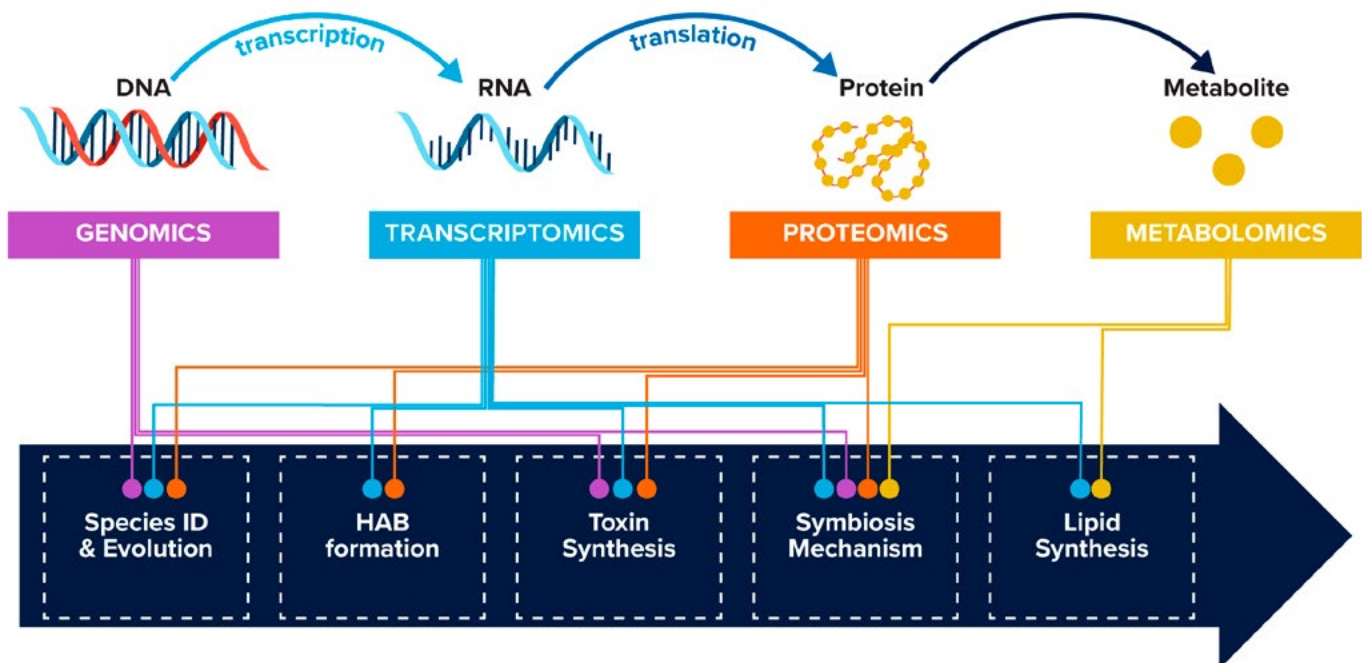 transcription
translation
DNA
RNA
Protein
Metabolite
GENOMICS
TRANSCRIPTOMICS
PROTEOMICS
METABOLOMICS
Species ID
& Evolution
HAB
formation
Toxin
Synthesis
Symbiosis
Mechanism
Lipid
Synthesis